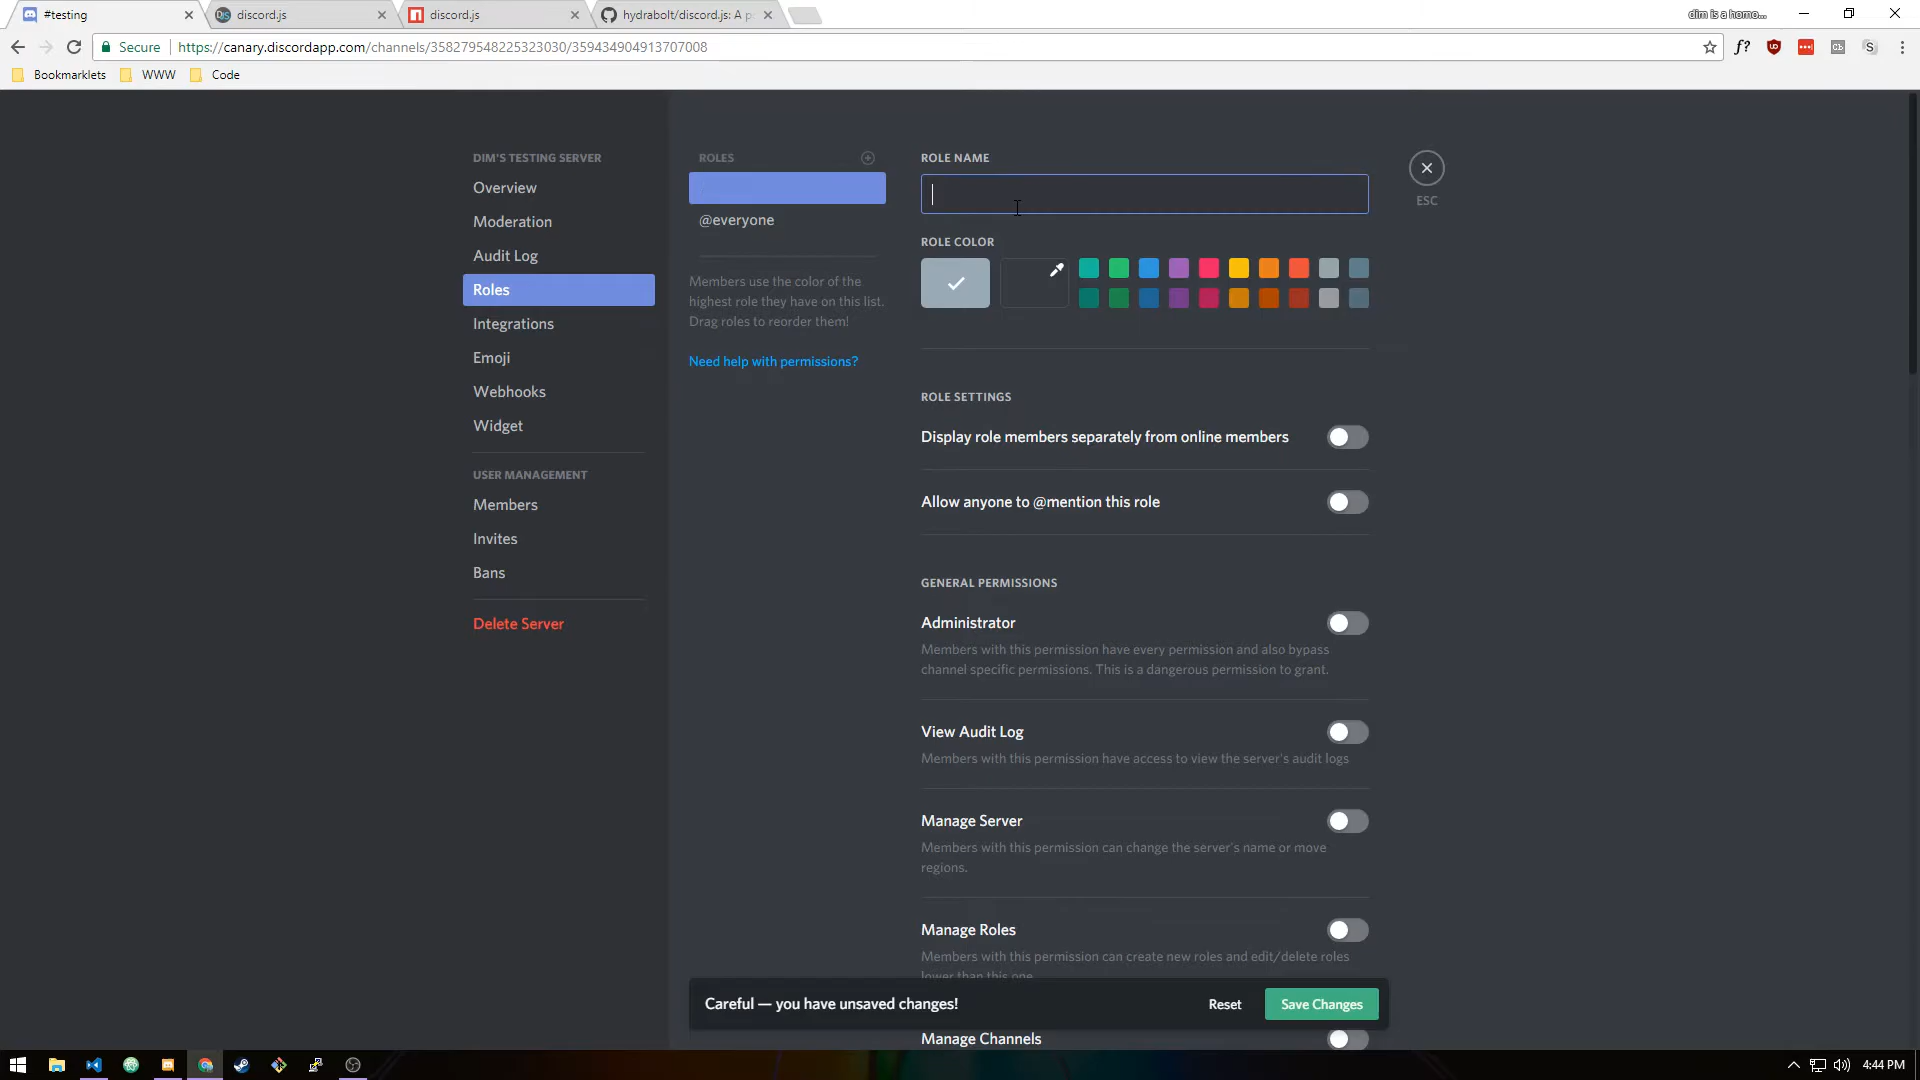 #testing
discord.js
discord.js
hydrabolt/discord.js: A p
dim is a homo...
Secure
https://canary.discordapp.com/channels/358279548225323030/359434904913707008
Bookmarklets
WWW
Code
DIM'S TESTING SERVER
Overview
Moderation
Audit Log
Roles
Integrations
Emoji
Webhooks
Widget
USER MANAGEMENT
Members
Invites
Bans
Delete Server
ROLES
@everyone
Members use the color of the
highest role they have on this list.
Drag roles to reorder them!
Need help with permissions?
ROLE NAME
ESC
ROLE COLOR
ROLE SETTINGS
Display role members separately from online members
Allow anyone to @mention this role
GENERAL PERMISSIONS
Administrator
Members with this permission have every permission and also bypass
channel specific permissions. This is a dangerous permission to grant.
View Audit Log
Members with this permission have access to view the server's audit logs
Manage Server
Members with this permission can change the server's name or move
regions.
Manage Roles
Members with this permission can create new roles and edit/delete roles
lower than this one.
Careful — you have unsaved changes!
Reset
Save Changes
Manage Channels
4:44 PM